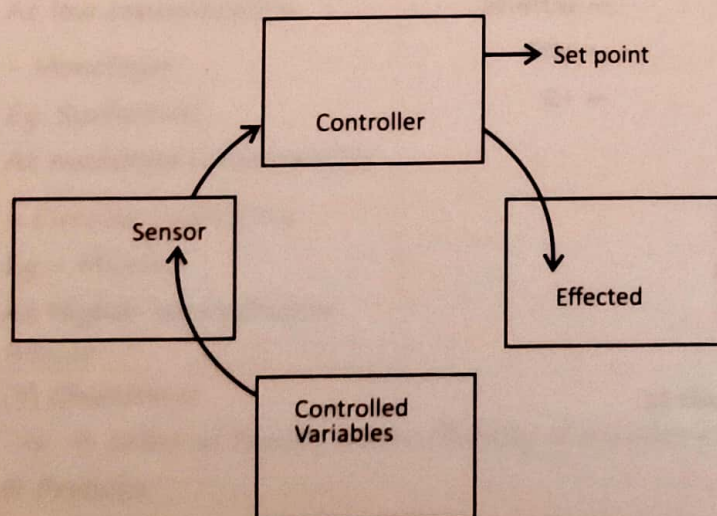 Set point
Controller
Sensor
Effected
Controlled
Variables